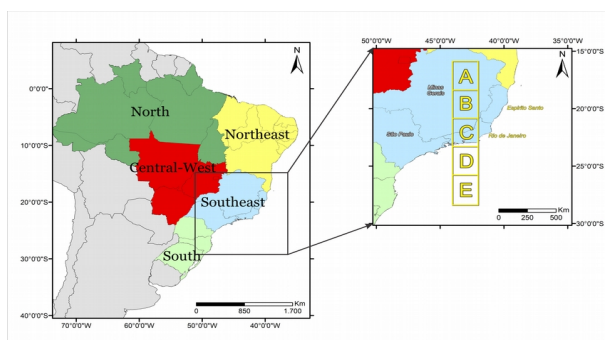 N
0°0'0"
10°0'0"S
20°0'0"S
30°0'0"S
40°0'0"S
70°0'0"W
60°0'0"W
50°0'0"W
40°0'0"W
North
Northeast
Central-West
Southeast
South
Km
0 850 1.700
50°0'0"W
45°0'0"W
40°0'0"W
N
15°0'0"S
20°0'0"S
25°0'0"S
30°0'0"S
Minas
Gerais
Espírito Santo
São Paulo
Rio de Janeiro
A
B
C
D
E
Km
0 250 500